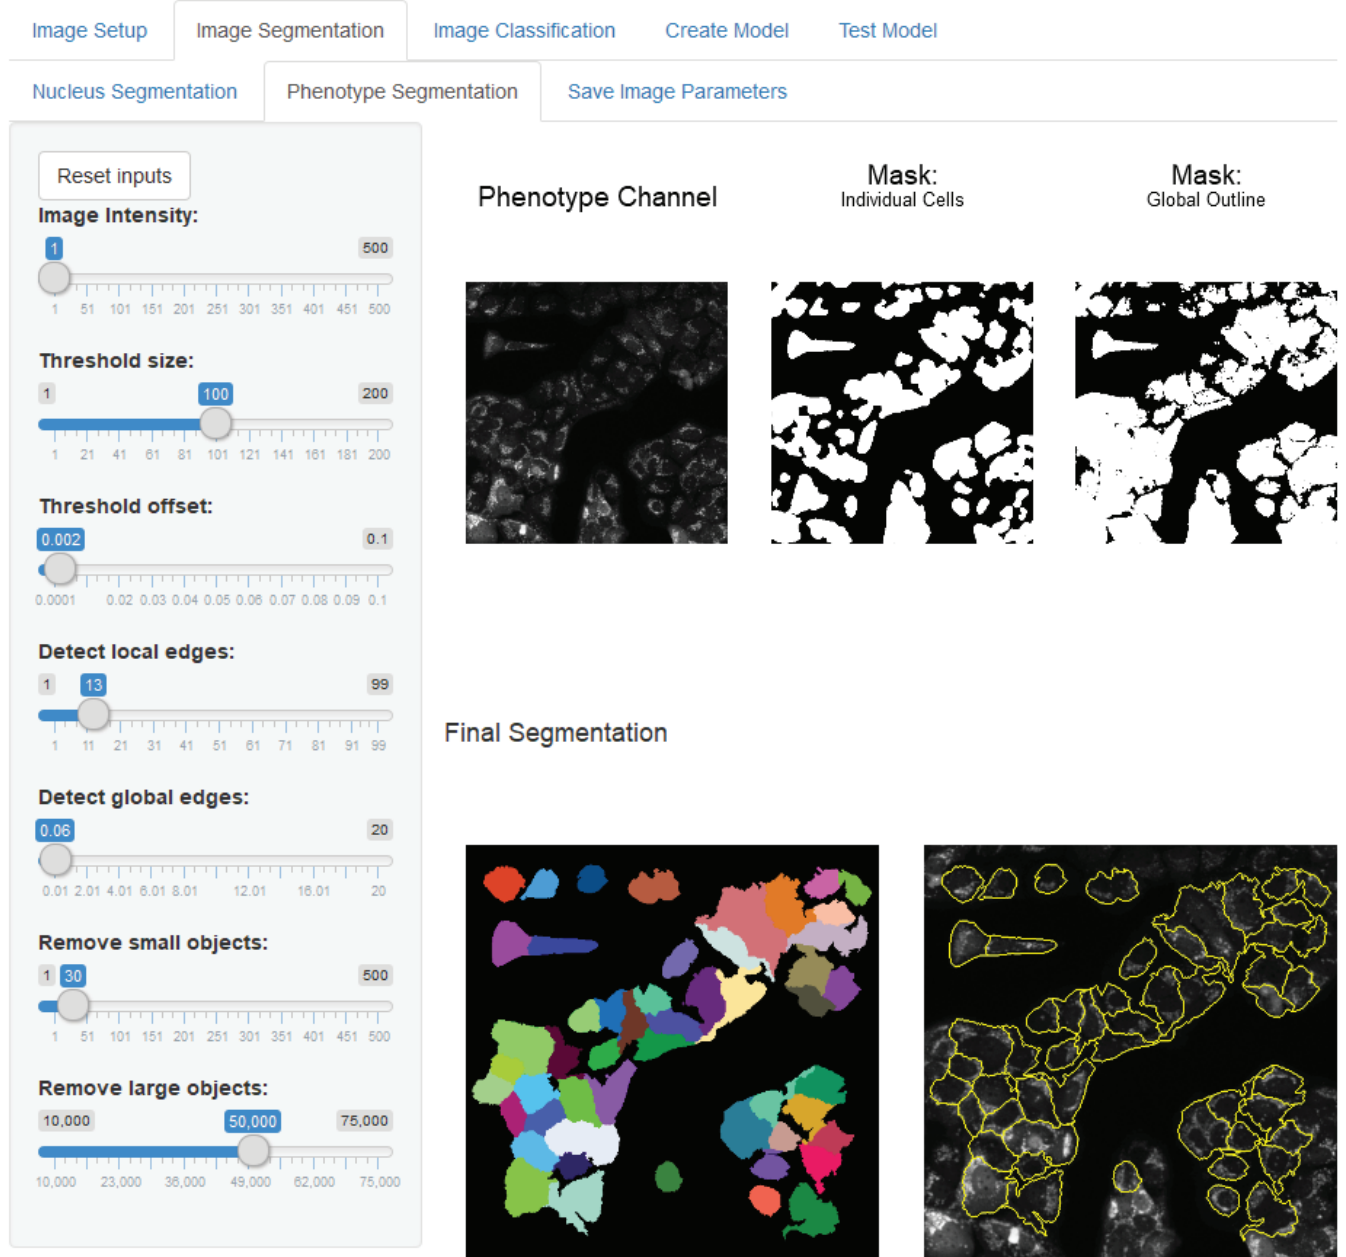 Image Setup Image Segmentation Image Classification Create Model Test Model
Nucleus Segmentation Phenotype Segmentation Save Image Parameters
Reset inputs
Image Intensity:
1 500
1 51 101 151 201 251 301 351 401 451 500
Threshold size:
1 100 200
1 21 41 61 81 101 121 141 161 181 200
Threshold offset:
0.002 0.1
0.0001 0.02 0.03 0.04 0.05 0.06 0.07 0.08 0.09 0.1
Detect local edges:
1 13 99
1 11 21 31 41 51 61 71 81 91 99
Detect global edges:
0.06 20
0.01 2.01 4.01 6.01 8.01 12.01 16.01 20
Remove small objects:
1 30 500
1 51 101 151 201 251 301 351 401 451 500
Remove large objects:
10,000 50,000 75,000
10,000 23,000 36,000 49,000 62,000 75,000
Phenotype Channel
Mask:
Individual Cells
Mask:
Global Outline
Final Segmentation